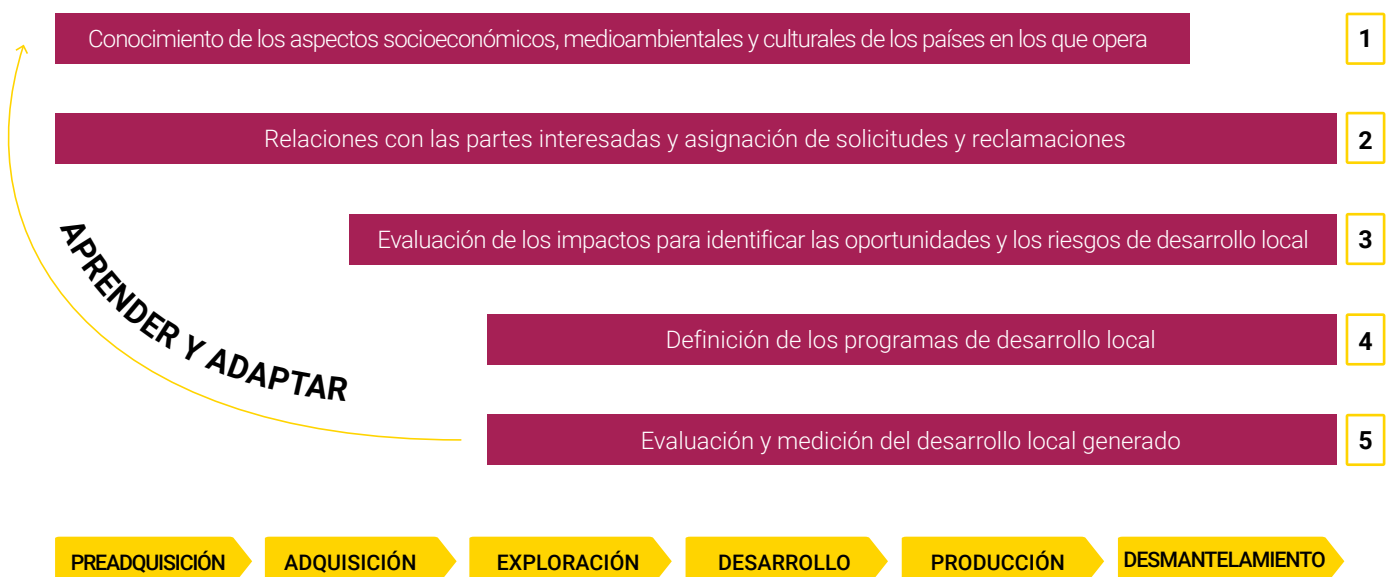 Conocimiento de los aspectos socioeconómicos, medioambientales y culturales de los países en los que opera
1
Relaciones con las partes interesadas y asignación de solicitudes y reclamaciones
2
Evaluación de los impactos para identificar las oportunidades y los riesgos de desarrollo local
3
APRENDER Y ADAPTAR
Definición de los programas de desarrollo local
4
Evaluación y medición del desarrollo local generado
5
PREADQUISICIÓN
ADQUISICIÓN
EXPLORACIÓN
DESARROLLO
PRODUCCIÓN
DESMANTELAMIENTO